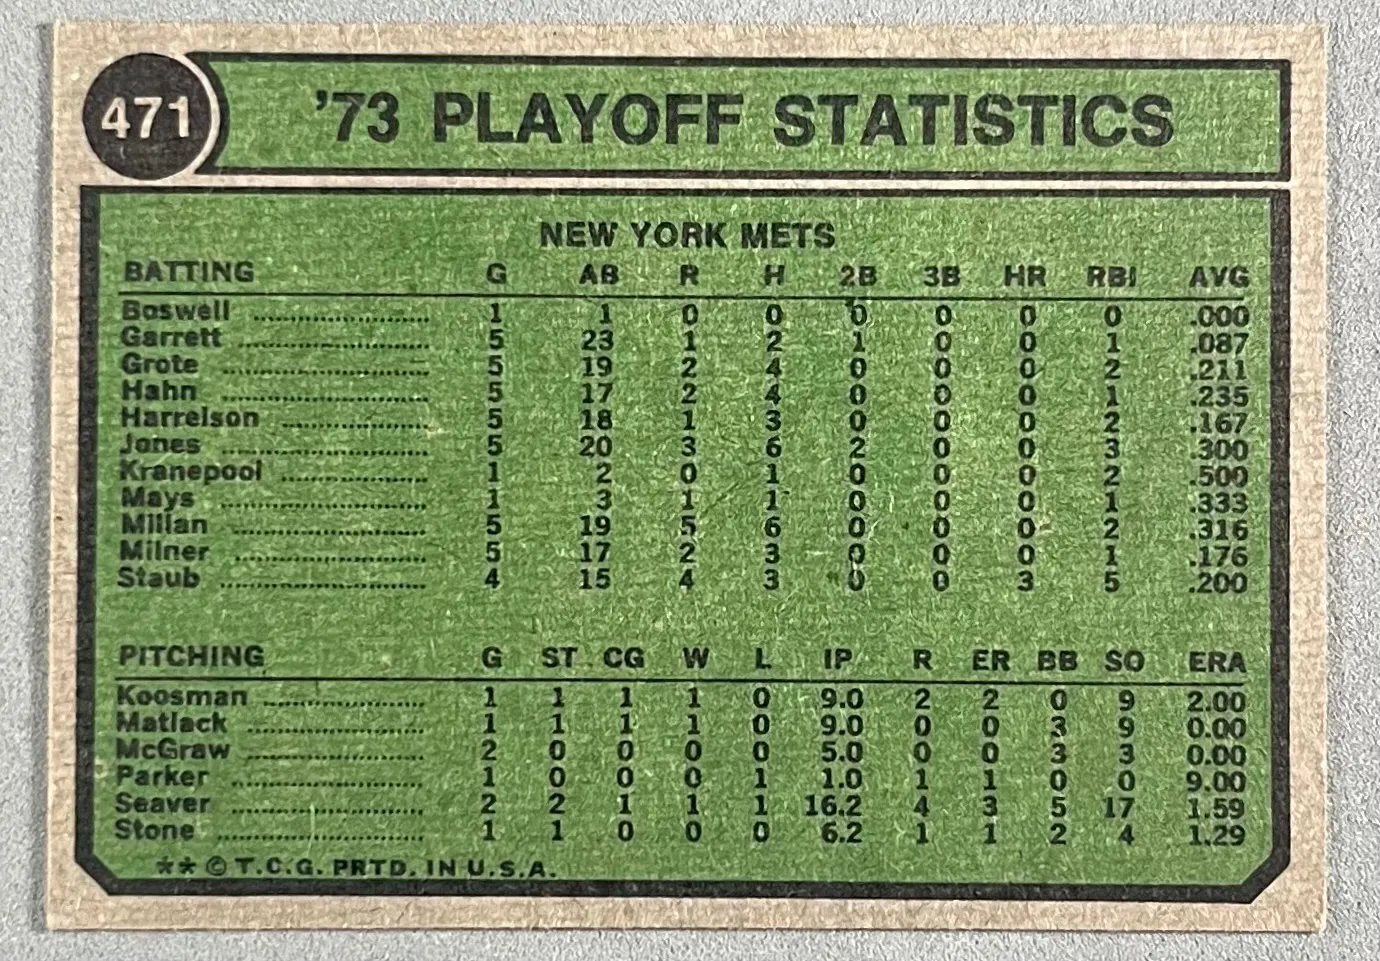 471
'73 PLAYOFF STATISTICS
NEW YORK METS
BATTING G AB R H 2B 3B HR RBI AVG
Boswell .................... 1 1 0 0 0 0 0 0 .000
Garrett .................... 5 23 1 2 1 0 0 1 .087
Grote .................... 5 19 2 4 0 0 0 2 .211
Hahn .................... 5 17 2 4 0 0 0 1 .235
Harrelson .................... 5 18 1 3 0 0 0 2 .167
Jones .................... 5 20 3 6 2 0 0 3 .300
Kranepool .................... 1 2 0 1 0 0 0 2 .500
Mays .................... 1 3 1 1 0 0 0 1 .333
Millan .................... 5 19 5 6 0 0 0 2 .316
Milner .................... 5 17 2 3 0 0 0 1 .176
Staub .................... 4 15 4 3 0 0 3 5 .200
PITCHING G ST CG W L IP R ER BB SO ERA
Koosman .................... 1 1 1 1 0 9.0 2 2 0 9 2.00
Matlack .................... 1 1 1 1 0 9.0 0 0 3 9 0.00
McGraw .................... 2 0 0 0 0 5.0 0 0 3 3 0.00
Parker .................... 1 0 0 0 1 1.0 1 1 0 0 9.00
Seaver .................... 2 2 1 1 1 16.2 4 3 5 17 1.59
Stone .................... 1 1 0 0 0 6.2 1 1 2 4 1.29
** © T.C.G. PRTD. IN U.S.A.